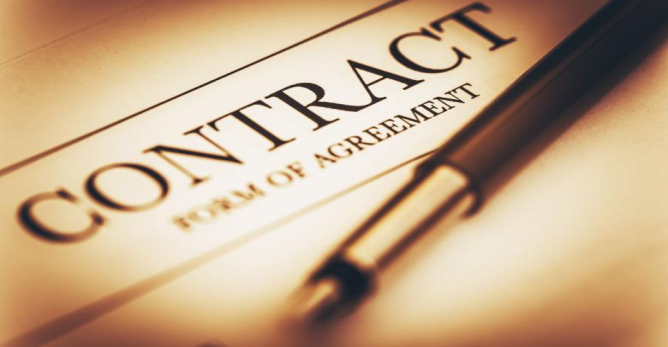 CONTRACT
FORM OF AGREEMENT